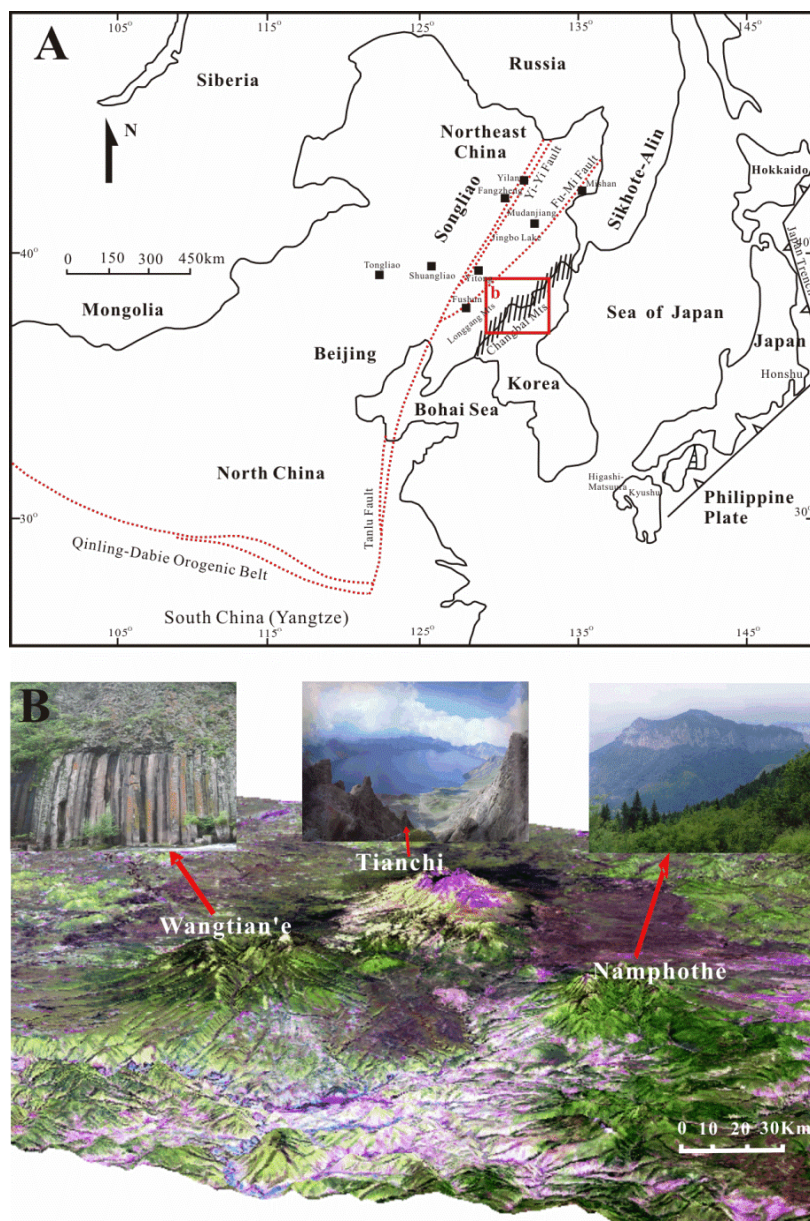 A
105°
115°
125°
135°
145°
Siberia
Russia
N
Northeast
China
Hokkaido
Yilan
Fangzheng
Yi-Yi Fault
Fu-Mi Fault
Mishan
Sikhote-Alin
Songliao
Mudanjiang
Jingbo Lake
40°
40°
Japan Trench
0 150 300 450km
Tongliao
Shuangliao
Yitong
b
Mongolia
Fushun
Longgang Mts
Changbai Mts
Sea of Japan
Japan
Beijing
Honshu
Korea
Bohai Sea
North China
Higashi-
Matsuura
Kyushu
Philippine
Plate
30°
30°
Tanlu Fault
Qinling-Dabie Orogenic Belt
South China (Yangtze)
105°
115°
125°
135°
145°
B
Tianchi
Wangtian'e
Namphothe
0 10 20 30Km